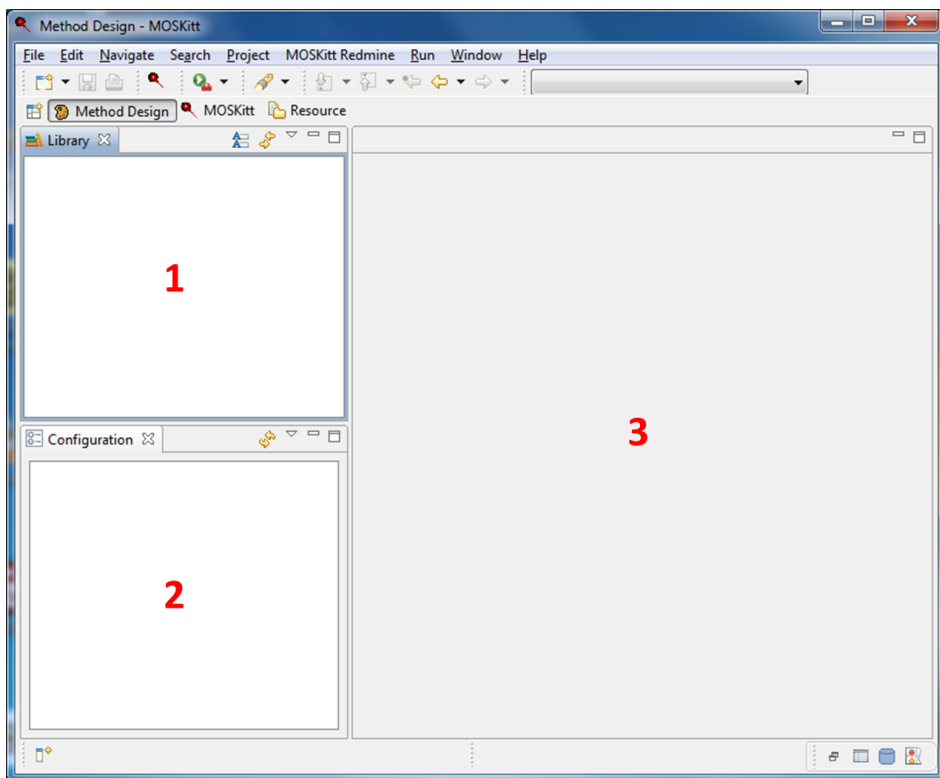 Method Design - MOSKitt
File Edit Navigate Search Project MOSKitt Redmine Run Window Help
Method Design MOSKitt Resource
Library
1
3
Configuration
2